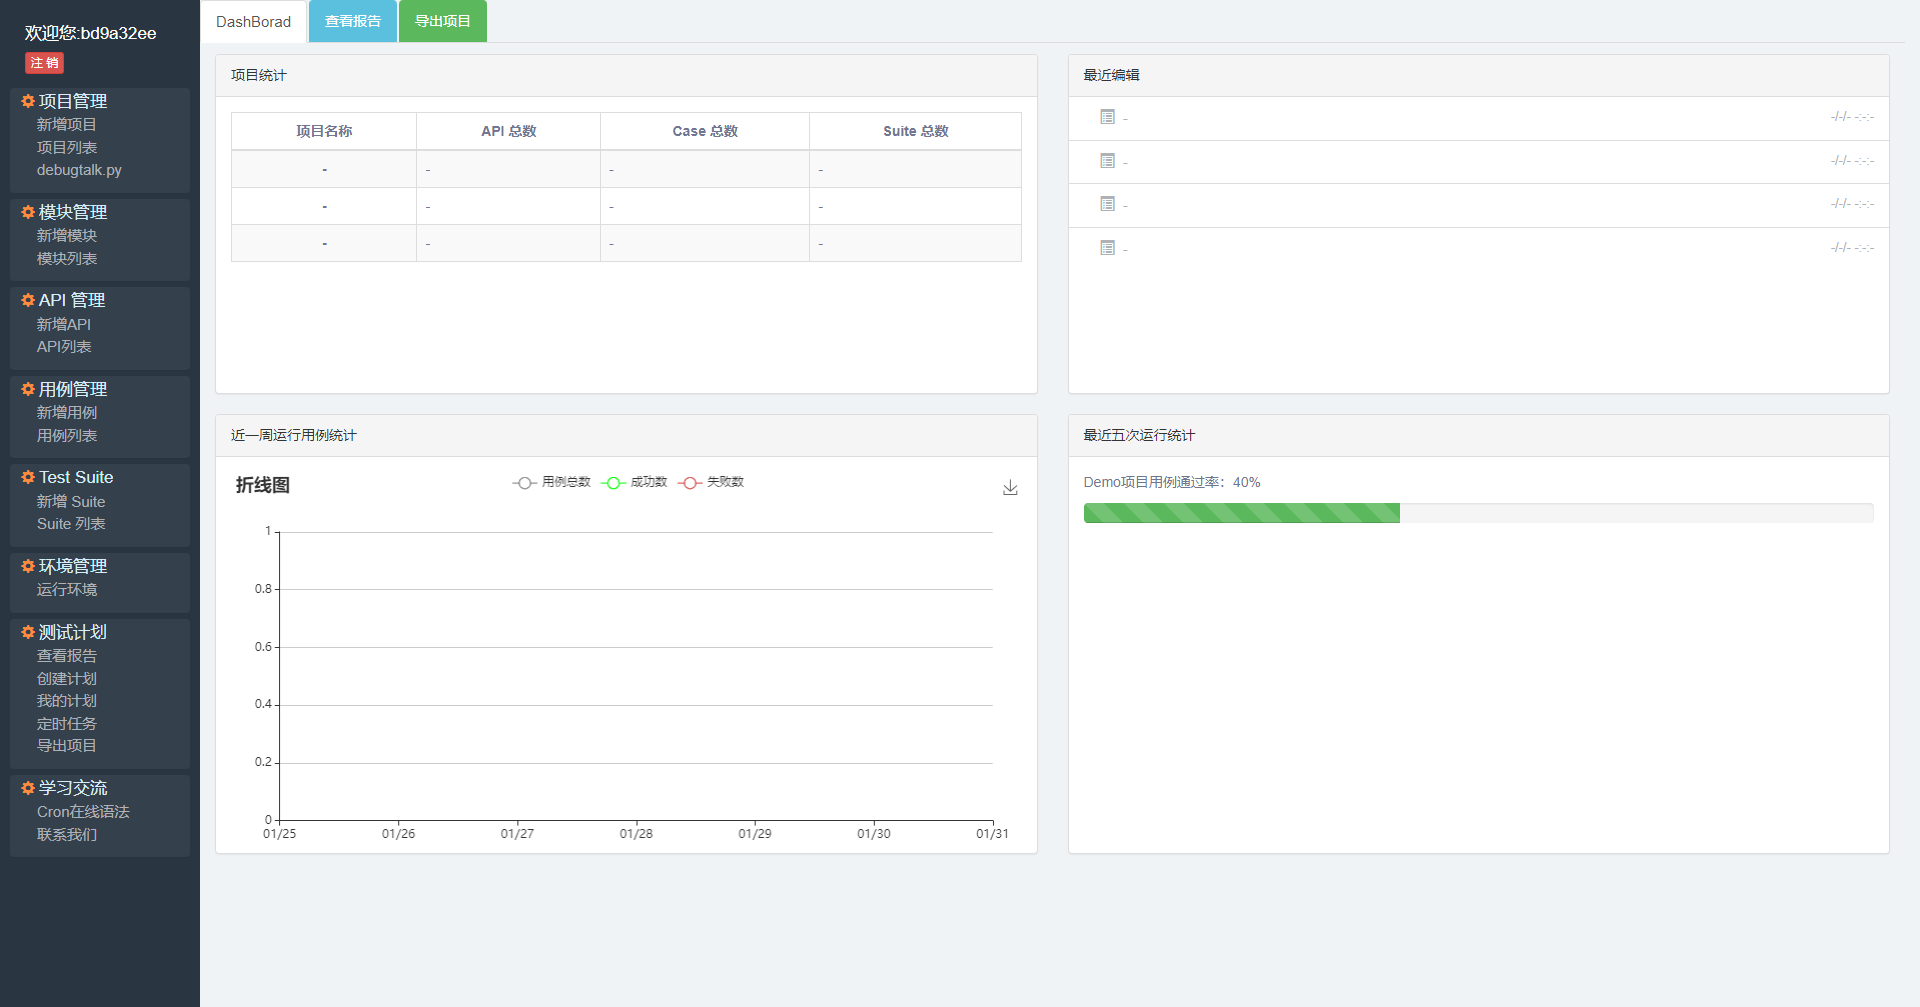 欢迎您:bd9a32ee
注 销
项目管理
新增项目
项目列表
debugtalk.py
模块管理
新增模块
模块列表
API 管理
新增API
API列表
用例管理
新增用例
用例列表
Test Suite
新增 Suite
Suite 列表
环境管理
运行环境
测试计划
查看报告
创建计划
我的计划
定时任务
导出项目
学习交流
Cron在线语法
联系我们
DashBorad 查看报告 导出项目
项目统计
项目名称 API 总数 Case 总数 Suite 总数
- - - -
- - - -
- - - -
最近编辑
- -/-/- -:-:-
- -/-/- -:-:-
- -/-/- -:-:-
- -/-/- -:-:-
近一周运行用例统计
折线图 用例总数 成功数 失败数
1
0.8
0.6
0.4
0.2
0
01/25 01/26 01/27 01/28 01/29 01/30 01/31
最近五次运行统计
Demo项目用例通过率：40%